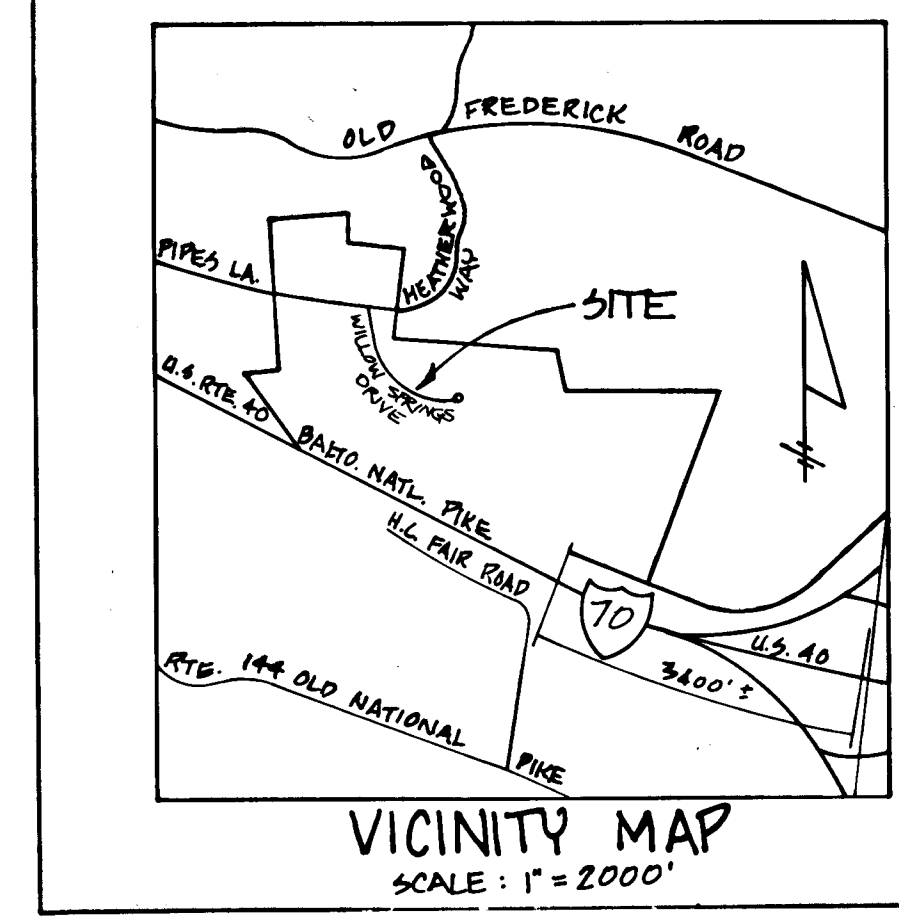 OLD FREDERICK ROAD
HEATHERWOOD
WAY
PIPES LA.
SITE
WILLOW SPRINGS
DRIVE
U.S. RTE. 40
BALTO. NATL. PIKE
H.C. FAIR ROAD
70
U.S. 40
3400' ±
RTE. 144 OLD NATIONAL PIKE
VICINITY MAP
SCALE : 1" = 2000'